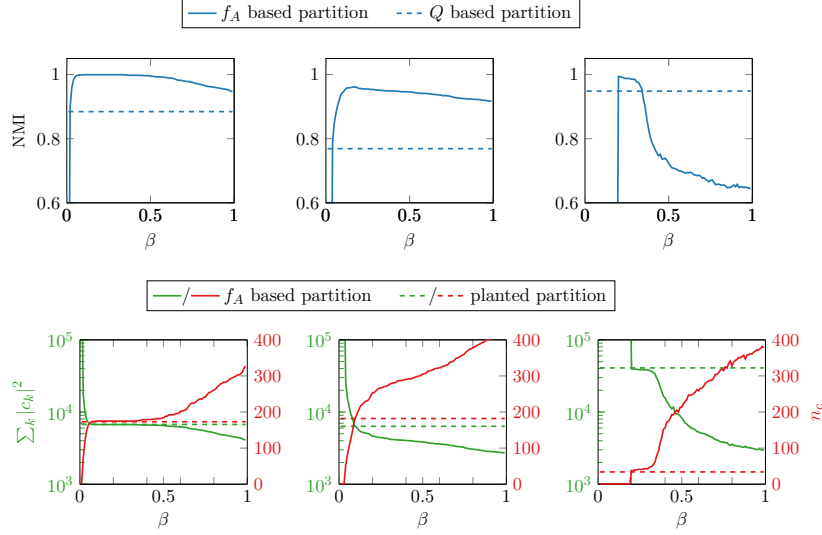 f_A based partition Q based partition
1 1 1
NMI 0.8 0.8 0.8
0.6 0.6 0.6
0 0.5 1 0 0.5 1 0 0.5 1
β β β
/ f_A based partition / planted partition
10^5 400 10^5 400 10^5 400
300 300 300
∑_k |c_k|^2 10^4 200 10^4 200 10^4 200 n_c
100 100 100
10^3 0 10^3 0 10^3 0
0 0.5 1 0 0.5 1 0 0.5 1
β β β